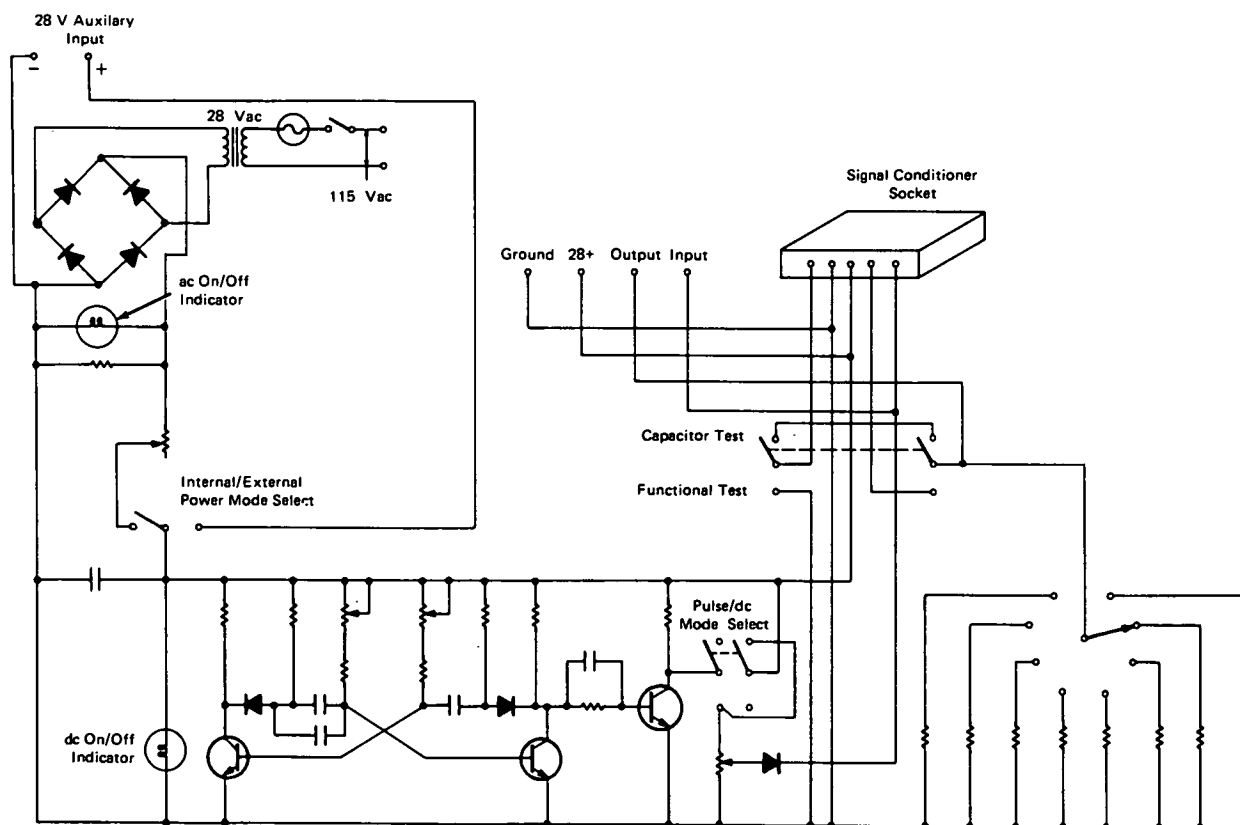 28 V Auxilary
Input
−
+
28 Vac
115 Vac
Signal Conditioner
Socket
Ground 28+ Output Input
ac On/Off
Indicator
Capacitor Test
Internal/External
Power Mode Select
Functional Test
Pulse/dc
Mode Select
dc On/Off
Indicator